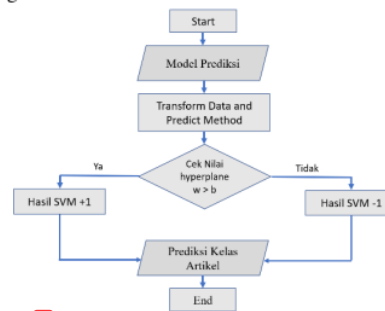 Start
Model Prediksi
Transform Data and
Predict Method
Cek Nilai
hyperplane
w > b
Ya
Tidak
Hasil SVM +1
Hasil SVM -1
Prediksi Kelas
Artikel
End